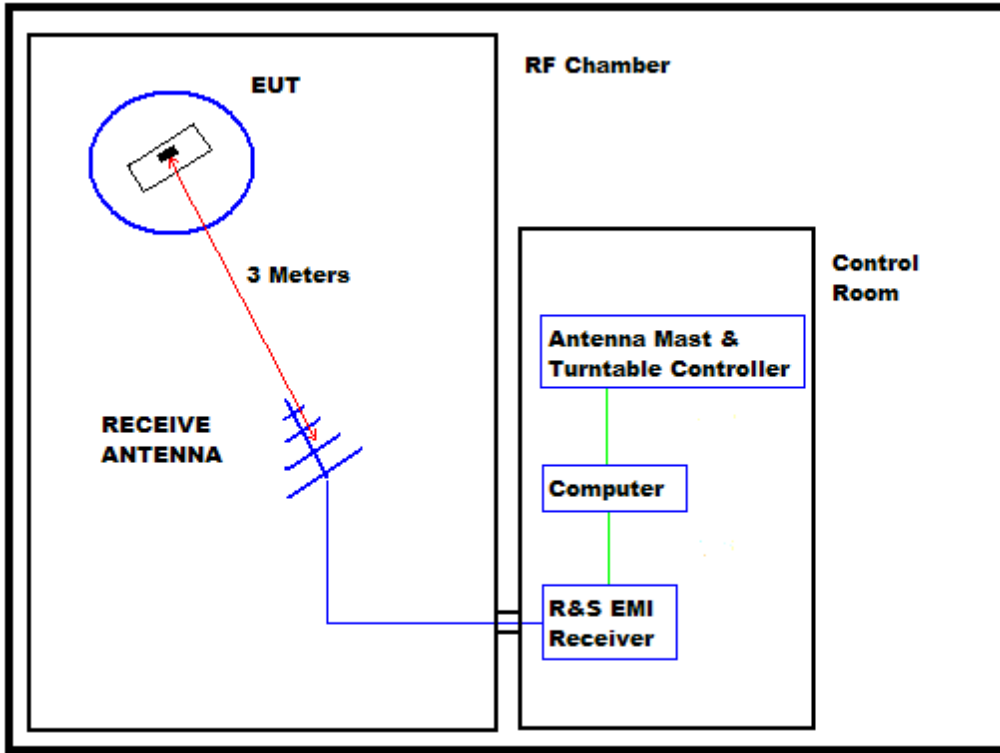 RF Chamber
EUT
3 Meters
RECEIVE
ANTENNA
Control
Room
Antenna Mast &
Turntable Controller
Computer
R&S EMI
Receiver